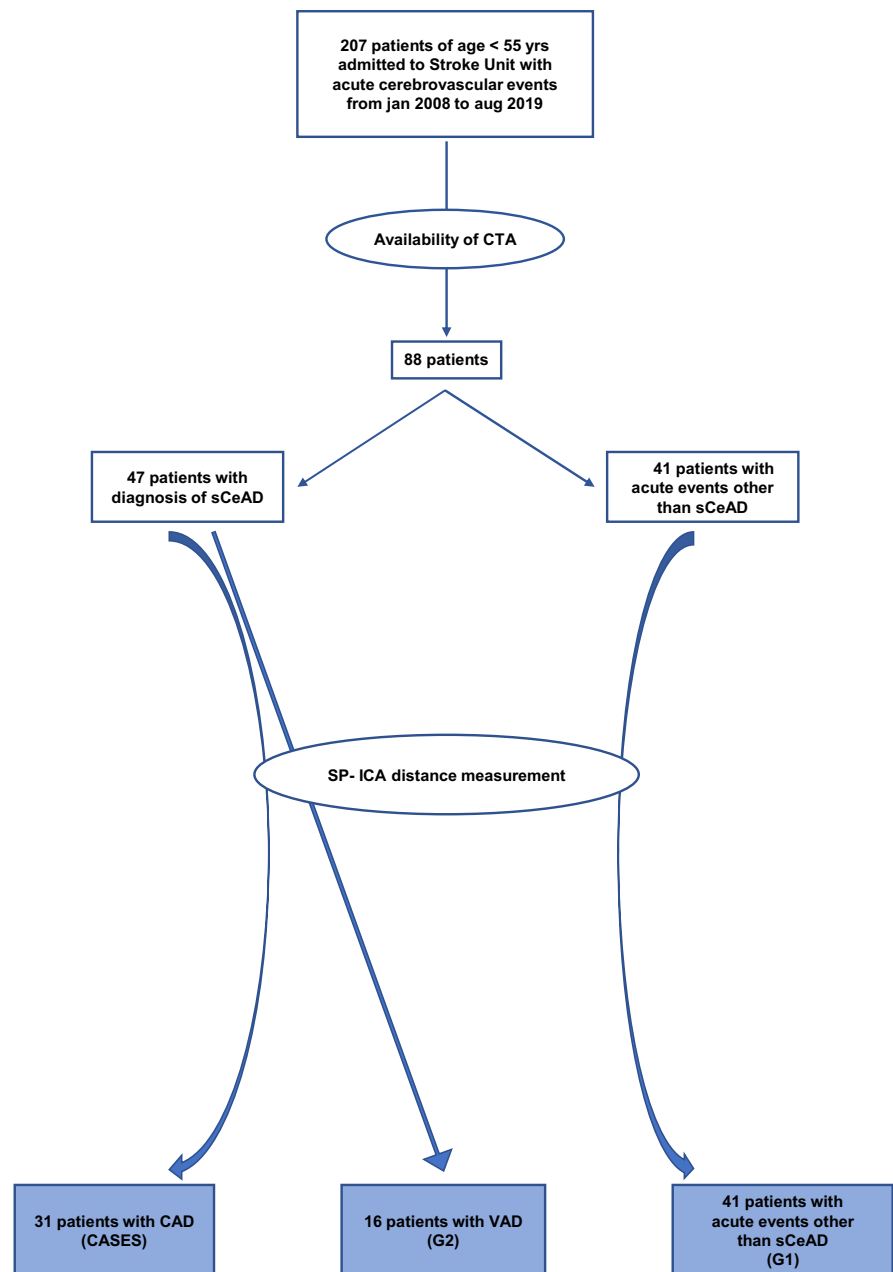 207 patients of age < 55 yrs
admitted to Stroke Unit with
acute cerebrovascular events
from jan 2008 to aug 2019
Availability of CTA
88 patients
47 patients with
diagnosis of sCeAD
41 patients with
acute events other
than sCeAD
SP- ICA distance measurement
31 patients with CAD
(CASES)
16 patients with VAD
(G2)
41 patients with
acute events other
than sCeAD
(G1)